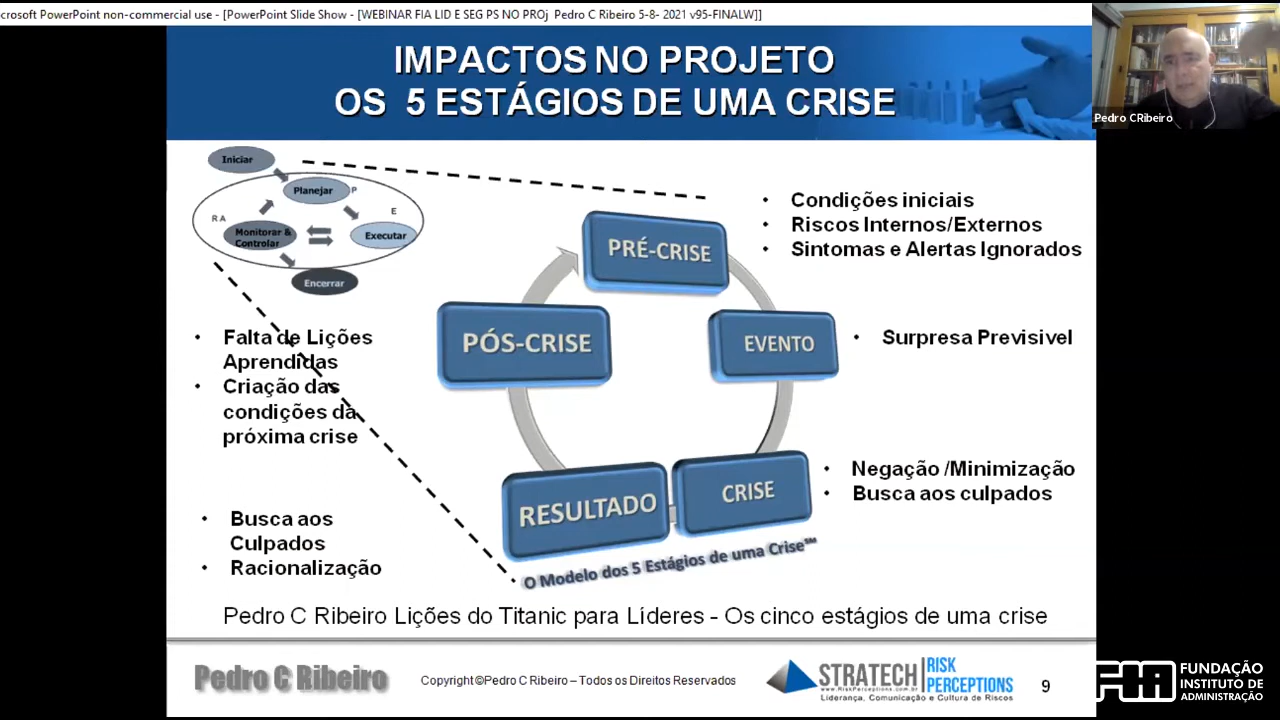 crosoft PowerPoint non-commercial use - [PowerPoint Slide Show - [WEBINAR FIA LID E SEG PS NO PROj Pedro C Ribeiro 5-8- 2021 v95-FINALW]]
IMPACTOS NO PROJETO
OS 5 ESTÁGIOS DE UMA CRISE
Pedro CRibeiro
Iniciar
Planejar
P
R A
E
Monitorar &
Controlar
Executar
Encerrar
PRÉ-CRISE
• Condições iniciais
• Riscos Internos/Externos
• Sintomas e Alertas Ignorados
EVENTO
• Surpresa Previsivel
CRISE
• Negação /Minimização
• Busca aos culpados
RESULTADO
• Busca aos
Culpados
• Racionalização
PÓS-CRISE
• Falta de Lições
Aprendidas
• Criação das
condições da
próxima crise
O Modelo dos 5 Estágios de uma Crise℠
Pedro C Ribeiro Lições do Titanic para Líderes - Os cinco estágios de uma crise
Pedro C Ribeiro
Copyright ©Pedro C Ribeiro – Todos os Direitos Reservados
STRATECH
RISK
PERCEPTIONS
www.RiskPerceptions.com.br
Liderança, Comunicação e Cultura de Riscos
9
FIA
FUNDAÇÃO
INSTITUTO DE
ADMINISTRAÇÃO